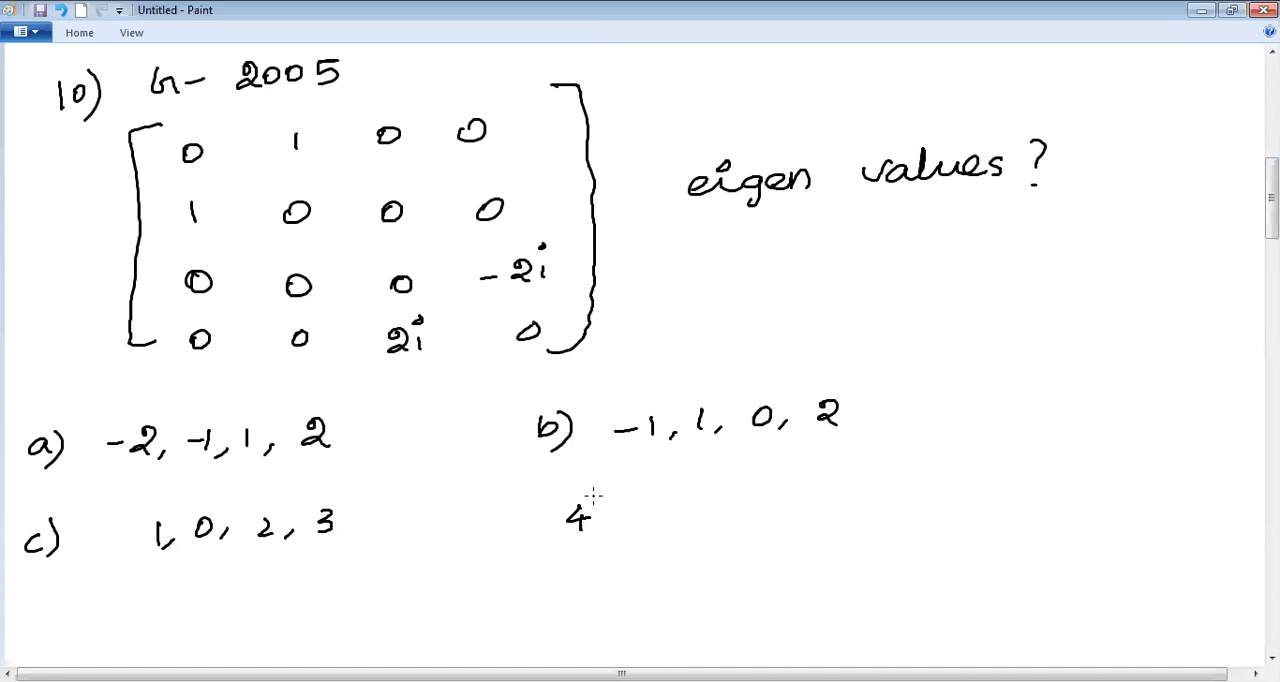 Untitled - Paint
Home View
10) G- 2005
0 1 0 0
1 0 0 0
0 0 0 -2i
0 0 2i 0
eigen values?
a) -2, -1, 1, 2 b) -1, 1, 0, 2
c) 1, 0, 2, 3 4